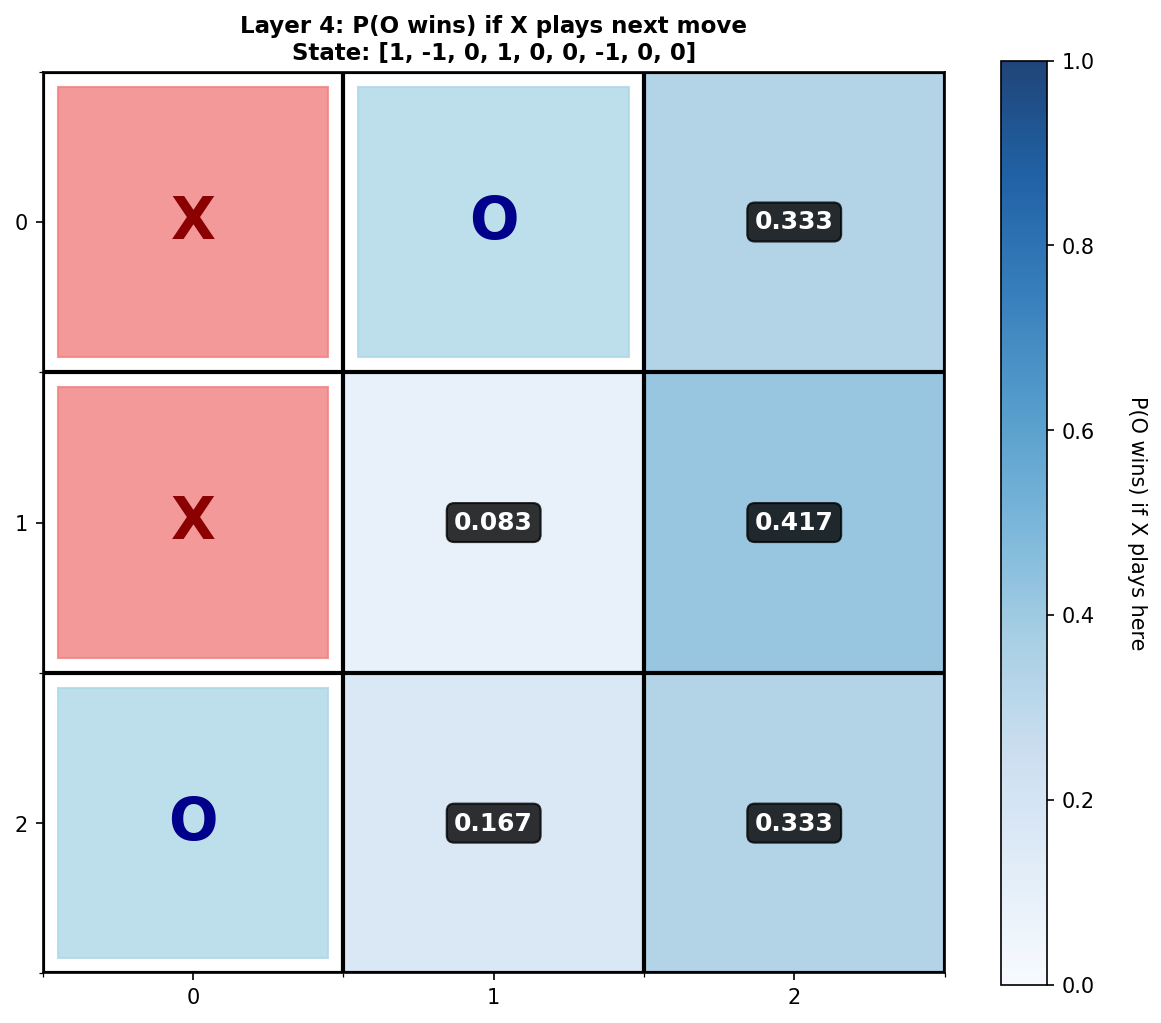 Layer 4: P(O wins) if X plays next move
State: [1, -1, 0, 1, 0, 0, -1, 0, 0]
X
O
0.333
X
0.083
0.417
O
0.167
0.333
0
1
2
0
1
2
1.0
0.8
0.6
0.4
0.2
0.0
P(O wins) if X plays here